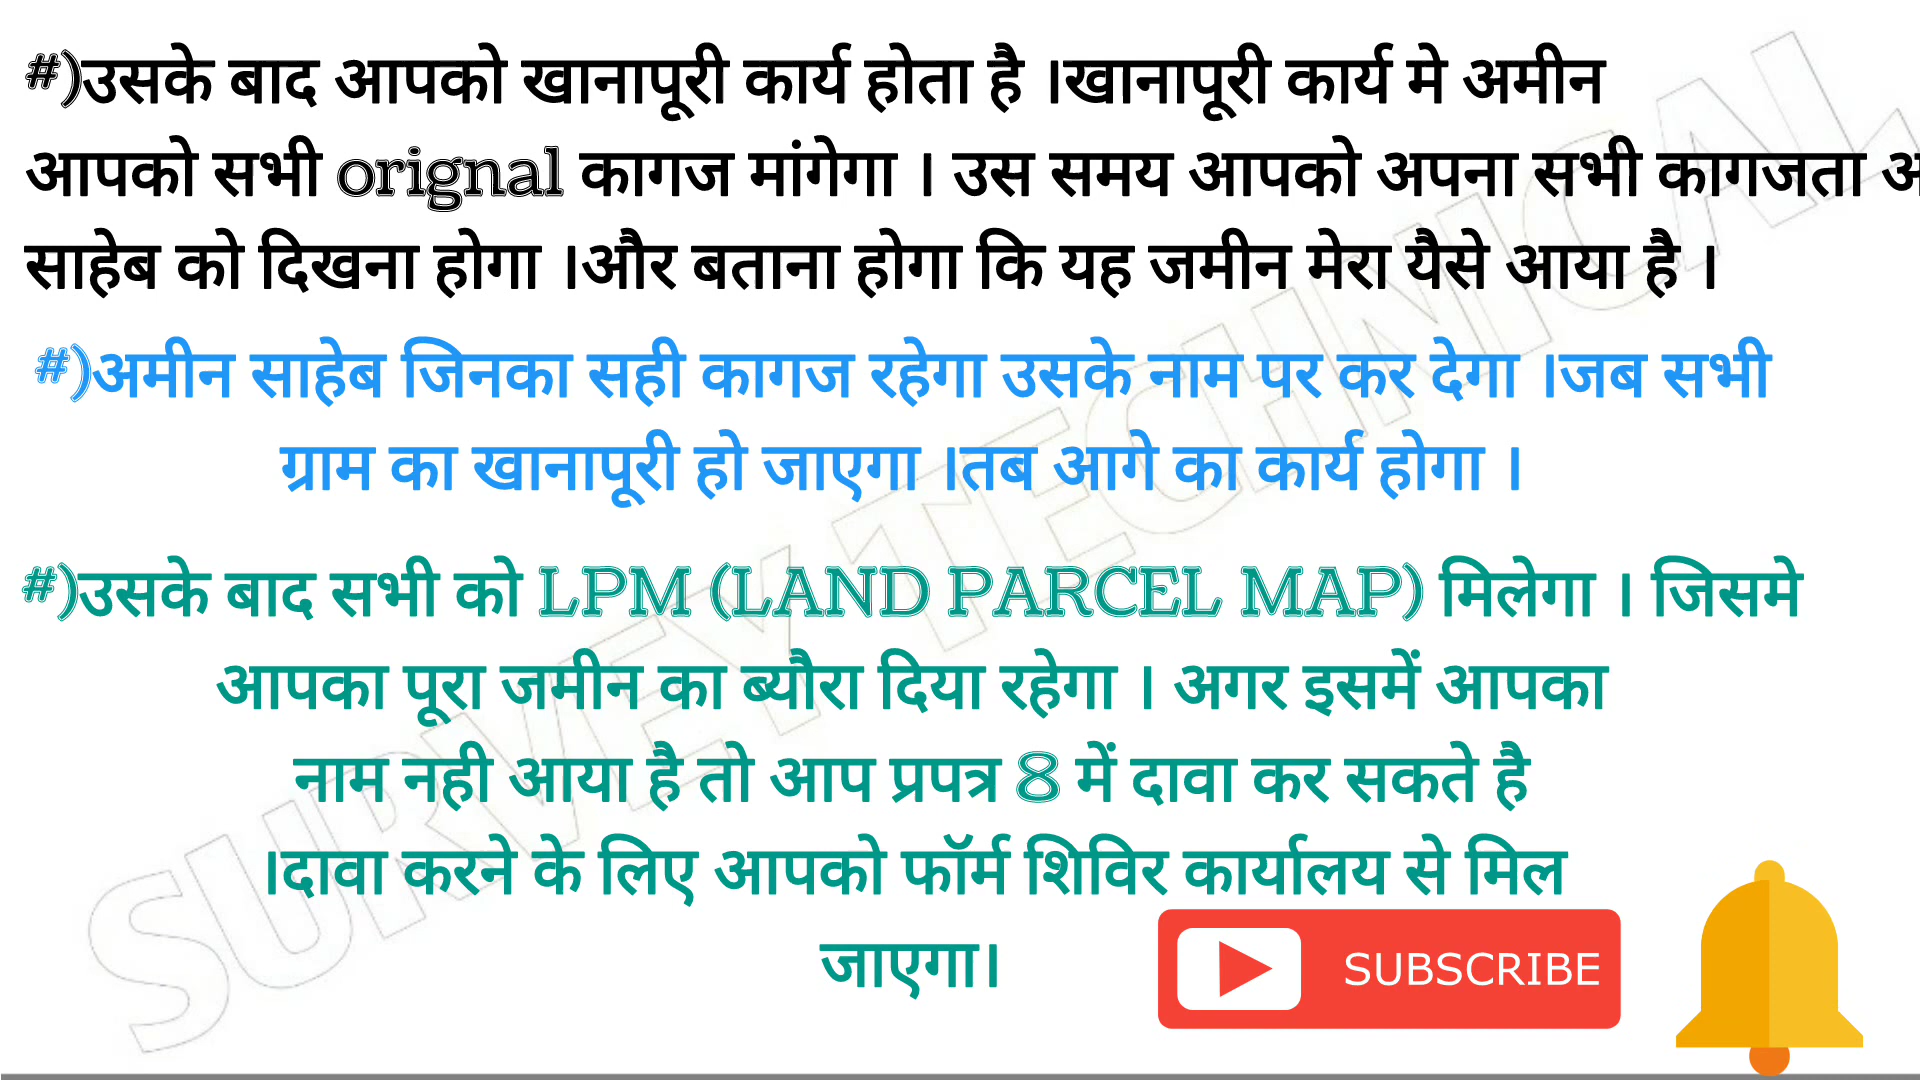 #)उसके बाद आपको खानापूरी कार्य होता है ।खानापूरी कार्य मे अमीन
आपको सभी orignal कागज मांगेगा । उस समय आपको अपना सभी कागजता
साहेब को दिखना होगा ।और बताना होगा कि यह जमीन मेरा यैसे आया है ।
#)अमीन साहेब जिनका सही कागज रहेगा उसके नाम पर कर देगा ।जब सभी
ग्राम का खानापूरी हो जाएगा ।तब आगे का कार्य होगा ।
#)उसके बाद सभी को LPM (LAND PARCEL MAP) मिलेगा । जिसमे
आपका पूरा जमीन का ब्यौरा दिया रहेगा । अगर इसमें आपका
नाम नही आया है तो आप प्रपत्र 8 में दावा कर सकते है
।दावा करने के लिए आपको फॉर्म शिविर कार्यालय से मिल
जाएगा।
SUBSCRIBE
SURVEY TECHNICAL